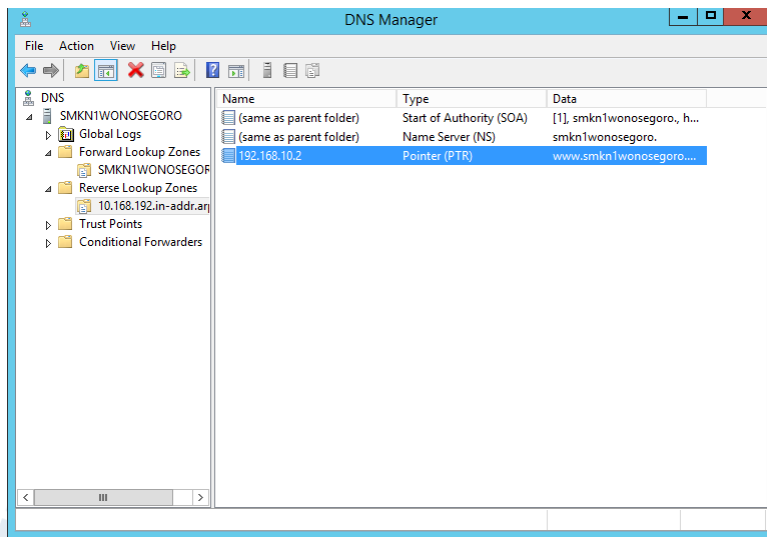 DNS Manager
File Action View Help
DNS
SMKN1WONOSEGORO
Global Logs
Forward Lookup Zones
SMKN1WONOSEGOR
Reverse Lookup Zones
10.168.192.in-addr.arp
Trust Points
Conditional Forwarders
Name Type Data
(same as parent folder) Start of Authority (SOA) [1], smkn1wonosegoro., h...
(same as parent folder) Name Server (NS) smkn1wonosegoro.
192.168.10.2 Pointer (PTR) www.smkn1wonosegoro....